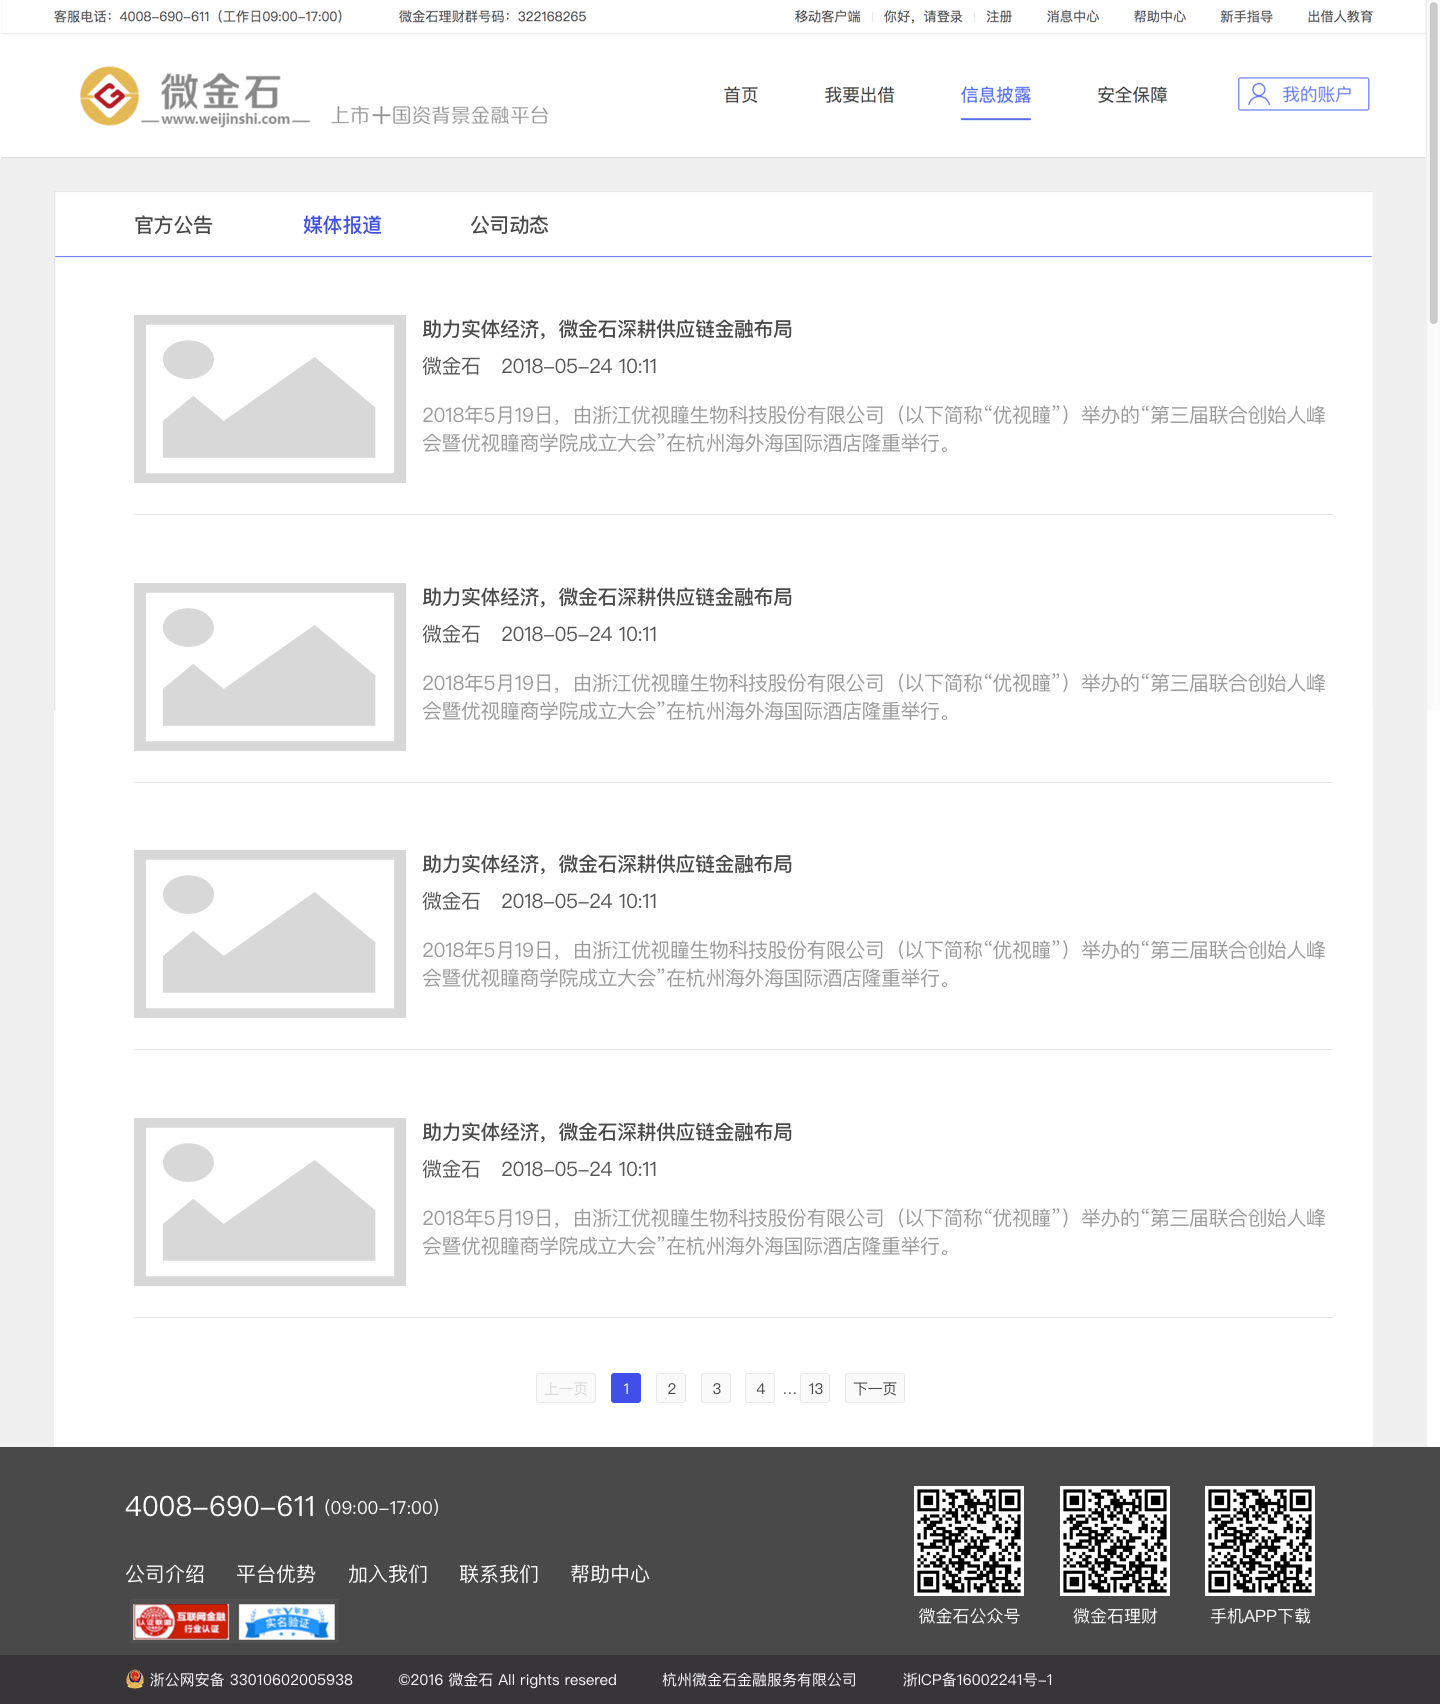 客服电话：4008-690-611（工作日09:00-17:00） 微金石理财群号码：322168265 移动客户端 你好，请登录 注册 消息中心 帮助中心 新手指导 出借人教育
微金石
www.weijinshi.com
上市十国资背景金融平台
首页 我要出借 信息披露 安全保障 我的账户
官方公告 媒体报道 公司动态
助力实体经济，微金石深耕供应链金融布局
微金石 2018-05-24 10:11
2018年5月19日，由浙江优视瞳生物科技股份有限公司（以下简称“优视瞳”）举办的“第三届联合创始人峰
会暨优视瞳商学院成立大会”在杭州海外海国际酒店隆重举行。
助力实体经济，微金石深耕供应链金融布局
微金石 2018-05-24 10:11
2018年5月19日，由浙江优视瞳生物科技股份有限公司（以下简称“优视瞳”）举办的“第三届联合创始人峰
会暨优视瞳商学院成立大会”在杭州海外海国际酒店隆重举行。
助力实体经济，微金石深耕供应链金融布局
微金石 2018-05-24 10:11
2018年5月19日，由浙江优视瞳生物科技股份有限公司（以下简称“优视瞳”）举办的“第三届联合创始人峰
会暨优视瞳商学院成立大会”在杭州海外海国际酒店隆重举行。
助力实体经济，微金石深耕供应链金融布局
微金石 2018-05-24 10:11
2018年5月19日，由浙江优视瞳生物科技股份有限公司（以下简称“优视瞳”）举办的“第三届联合创始人峰
会暨优视瞳商学院成立大会”在杭州海外海国际酒店隆重举行。
上一页 1 2 3 4 ... 13 下一页
4008-690-611 (09:00-17:00)
公司介绍 平台优势 加入我们 联系我们 帮助中心
互联网金融
行业认证
实名验证
微金石公众号 微金石理财 手机APP下载
浙公网安备 33010602005938 ©2016 微金石 All rights resered 杭州微金石金融服务有限公司 浙ICP备16002241号-1